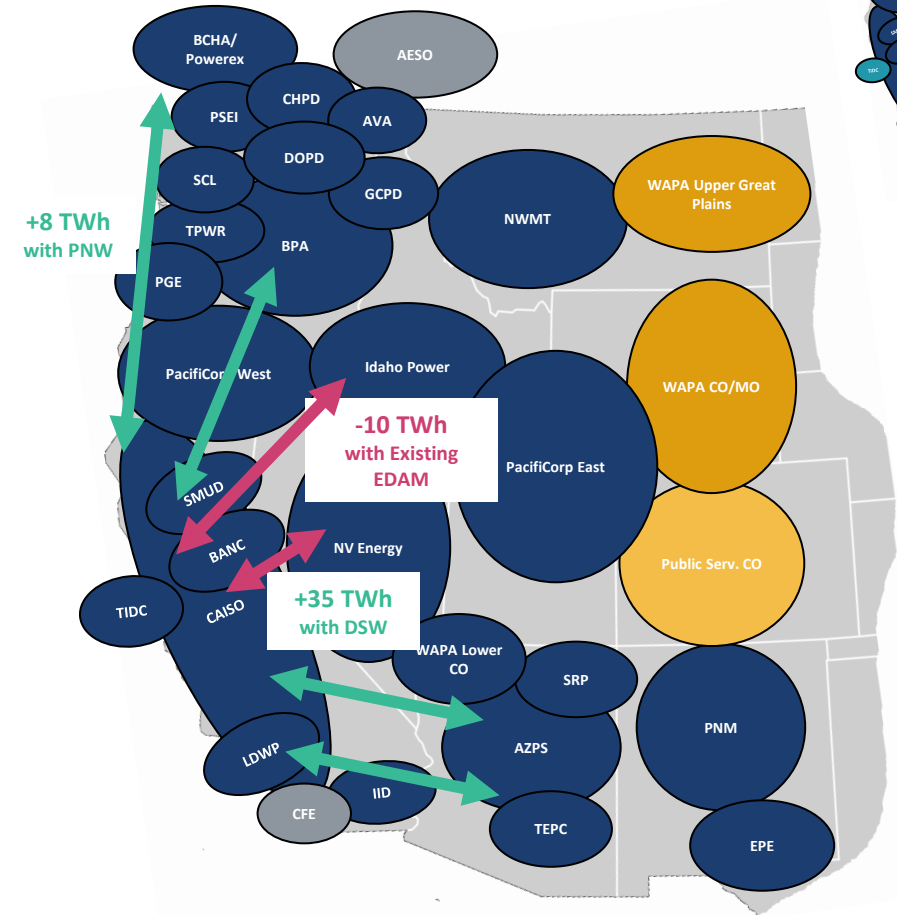 BCHA/
Powerex
AESO
TIDC
CHPD
PSEI
AVA
DOPD
SCL
GCPD
WAPA Upper Great
Plains
NWMT
+8 TWh
with PNW
TPWR
BPA
PGE
PacifiCorp West
Idaho Power
WAPA CO/MO
-10 TWh
with Existing
EDAM
PacifiCorp East
SMUD
BANC
NV Energy
Public Serv. CO
+35 TWh
with DSW
TIDC
CAISO
WAPA Lower
CO
SRP
PNM
AZPS
LDWP
IID
CFE
TEPC
EPE